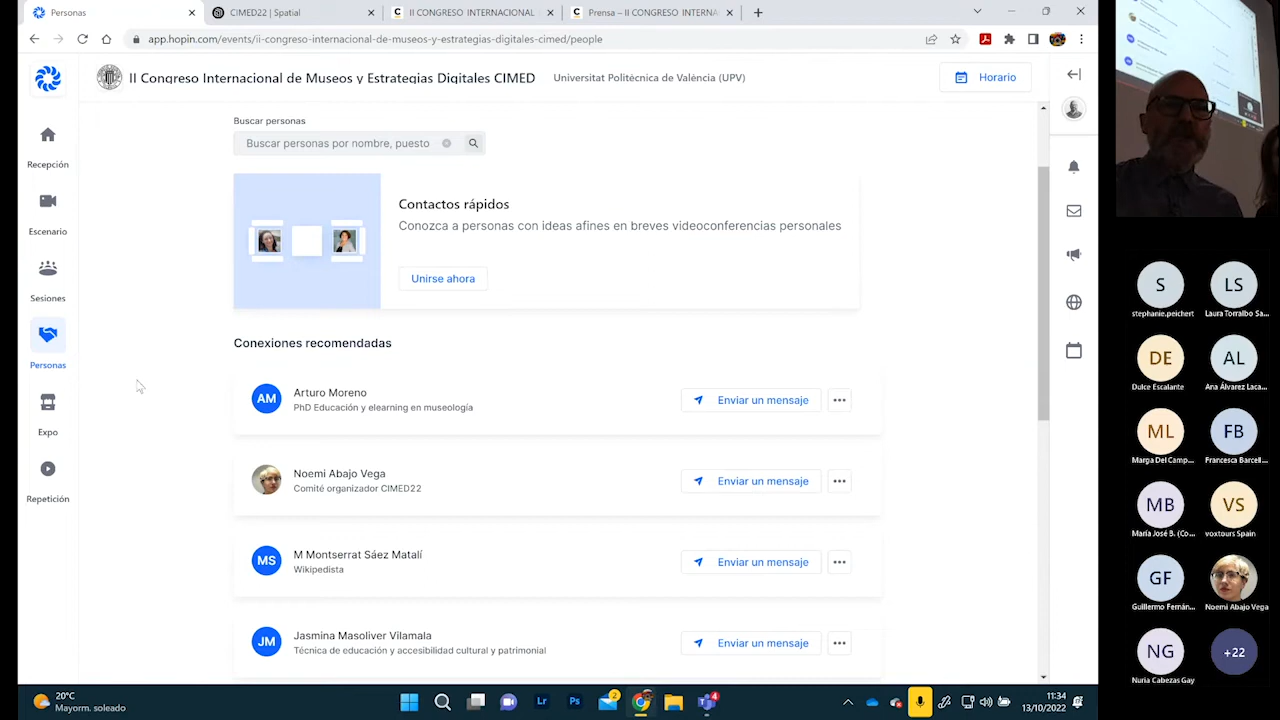 Personas
CIMED22 | Spatial
II CONGRESO INTERNACIONAL
Prensa – II CONGRESO INTERNA
app.hopin.com/events/ii-congreso-internacional-de-museos-y-estrategias-digitales-cimed/people
II Congreso Internacional de Museos y Estrategias Digitales CIMED
Universitat Politècnica de València (UPV)
Horario
Recepción
Escenario
Sesiones
Personas
Expo
Repetición
Buscar personas
Buscar personas por nombre, puesto
Contactos rápidos
Conozca a personas con ideas afines en breves videoconferencias personales
Unirse ahora
Conexiones recomendadas
AM
Arturo Moreno
PhD Educación y elearning en museología
Enviar un mensaje
Noemi Abajo Vega
Comité organizador CIMED22
Enviar un mensaje
MS
M Montserrat Sáez Matalí
Wikipedista
Enviar un mensaje
JM
Jasmina Masoliver Vilamala
Técnica de educación y accesibilidad cultural y patrimonial
Enviar un mensaje
S
stephanie.peichert
LS
Laura Torralbo Sa...
DE
Dulce Escalante
AL
Ana Álvarez Laca...
ML
Marga Del Camp...
FB
Francesca Barcell...
MB
María José B. (Co...
VS
voxtours Spain
GF
Guillermo Fernán...
Noemi Abajo Vega
NG
Nuria Cabezas Gay
+22
20°C
Mayorm. soleado
Lr
Ps
2
4
11:34
13/10/2022